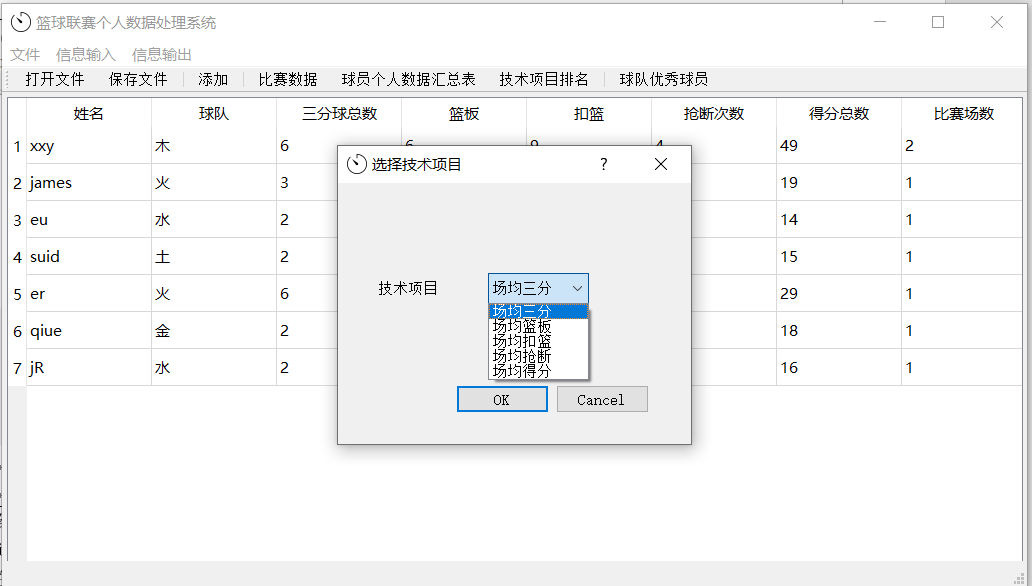 篮球联赛个人数据处理系统
文件 信息输入 信息输出
打开文件 保存文件 添加 比赛数据 球员个人数据汇总表 技术项目排名 球队优秀球员
姓名 球队 三分球总数 篮板 扣篮 抢断次数 得分总数 比赛场数
1 xxy 木 6 6 9 4 49 2
选择技术项目 ?
2 james 火 3 19 1
3 eu 水 2 14 1
4 suid 土 2 15 1
技术项目 场均三分
5 er 火 6 29 1
场均三分
场均篮板
6 qiue 金 2 18 1
场均扣篮
场均抢断
7 jR 水 2 16 1
场均得分
OK Cancel